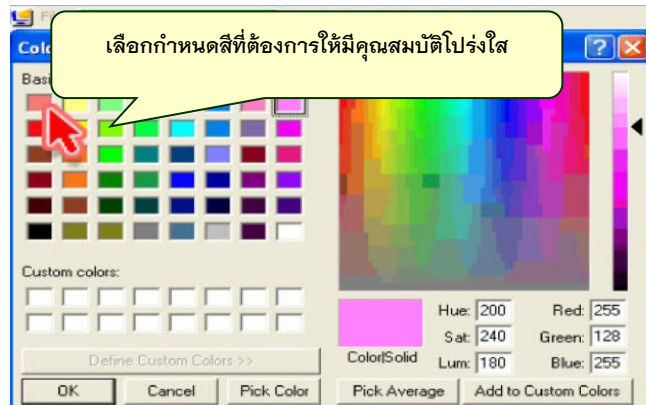 เลือกกำหนดสีที่ต้องการให้มีคุณสมบัติโปร่งใส
Custom colors:
Define Custom Colors >>
OK Cancel Pick Color
Color|Solid
Hue: 200 Red: 255
Sat: 240 Green: 128
Lum: 180 Blue: 255
Pick Average Add to Custom Colors